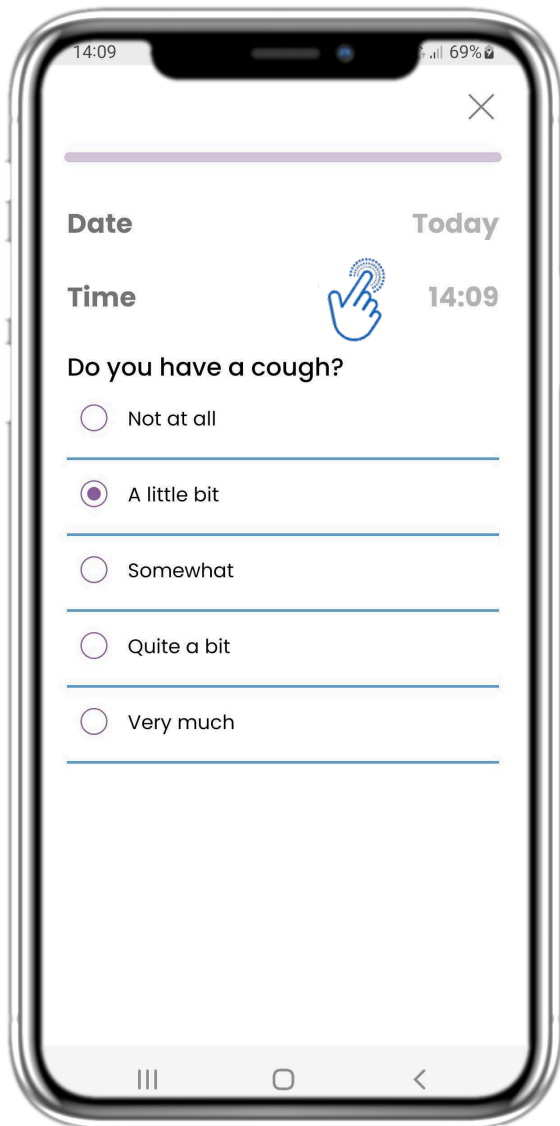 14:09 69%
Date Today
Time 14:09
Do you have a cough?
Not at all
A little bit
Somewhat
Quite a bit
Very much